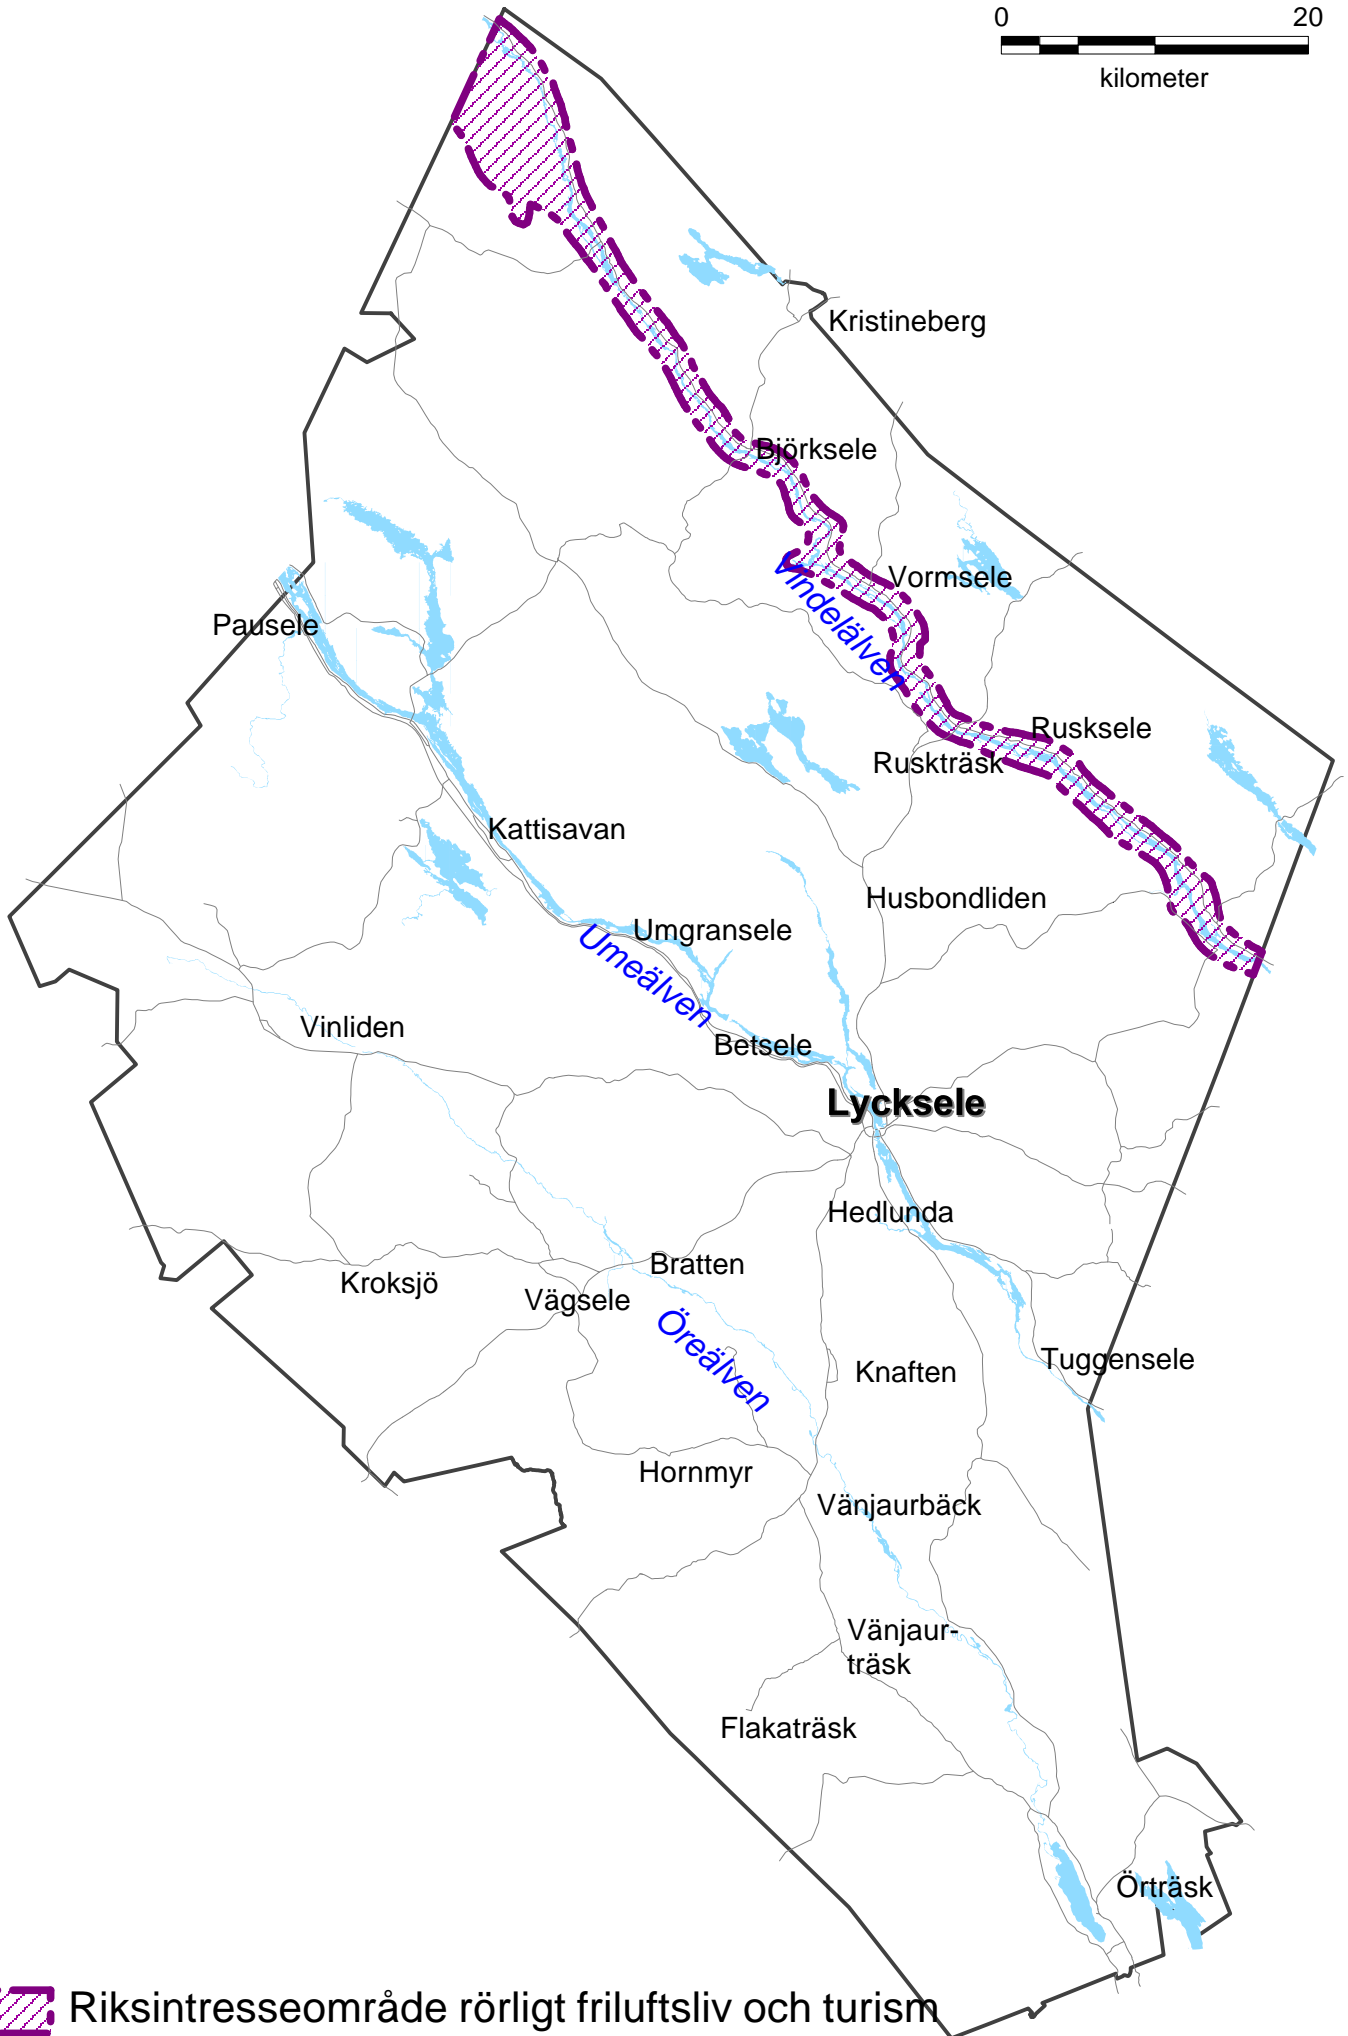 0 20
kilometer
Kristineberg
Björksele
Vormsele
Vindelälven
Pausele
Rusksele
Ruskträsk
Kattisavan
Husbondliden
Umgransele
Umeälven
Vinliden
Betsele
Lycksele
Hedlunda
Bratten
Kroksjö
Vägsele
Öreälven
Tuggensele
Knaften
Hornmyr
Vänjaurbäck
Vänjaur-
träsk
Flakaträsk
Örträsk
Riksintresseområde rörligt friluftsliv och turism